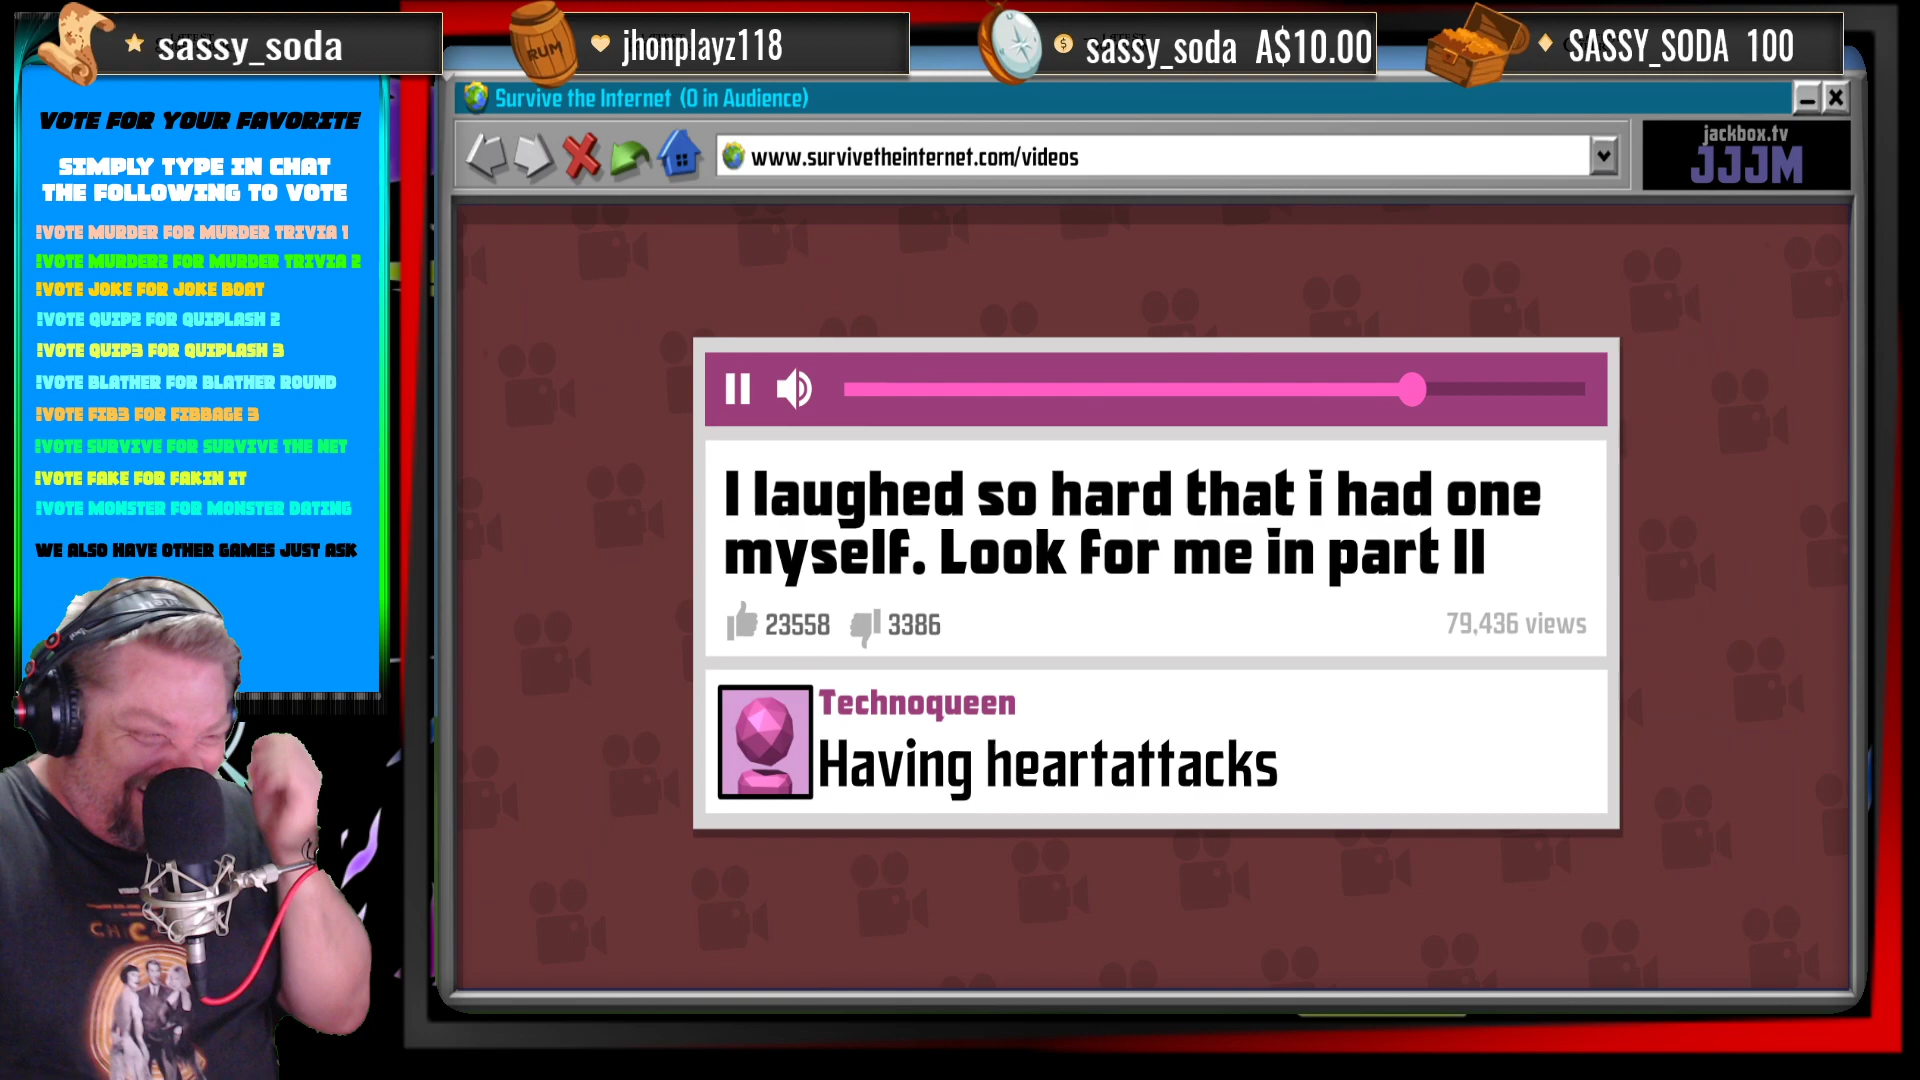 sassy_soda
RUM
jhonplayz118
sassy_soda A$10.00
SASSY_SODA 100
VOTE FOR YOUR FAVORITE
SIMPLY TYPE IN CHAT
THE FOLLOWING TO VOTE
!VOTE MURDER FOR MURDER TRIVIA 1
!VOTE MURDER2 FOR MURDER TRIVIA 2
!VOTE JOKE FOR JOKE BOAT
!VOTE QUIP2 FOR QUIPLASH 2
!VOTE QUIP3 FOR QUIPLASH 3
!VOTE BLATHER FOR BLATHER ROUND
!VOTE FIB3 FOR FIBBAGE 3
!VOTE SURVIVE FOR SURVIVE THE NET
!VOTE FAKE FOR FAKIN IT
!VOTE MONSTER FOR MONSTER DATING
WE ALSO HAVE OTHER GAMES JUST ASK
Survive the Internet (0 in Audience)
www.survivetheinternet.com/videos
jackbox.tv
JJJM
I laughed so hard that i had one
myself. Look for me in part II
23558 3386
79,436 views
Technoqueen
Having heartattacks